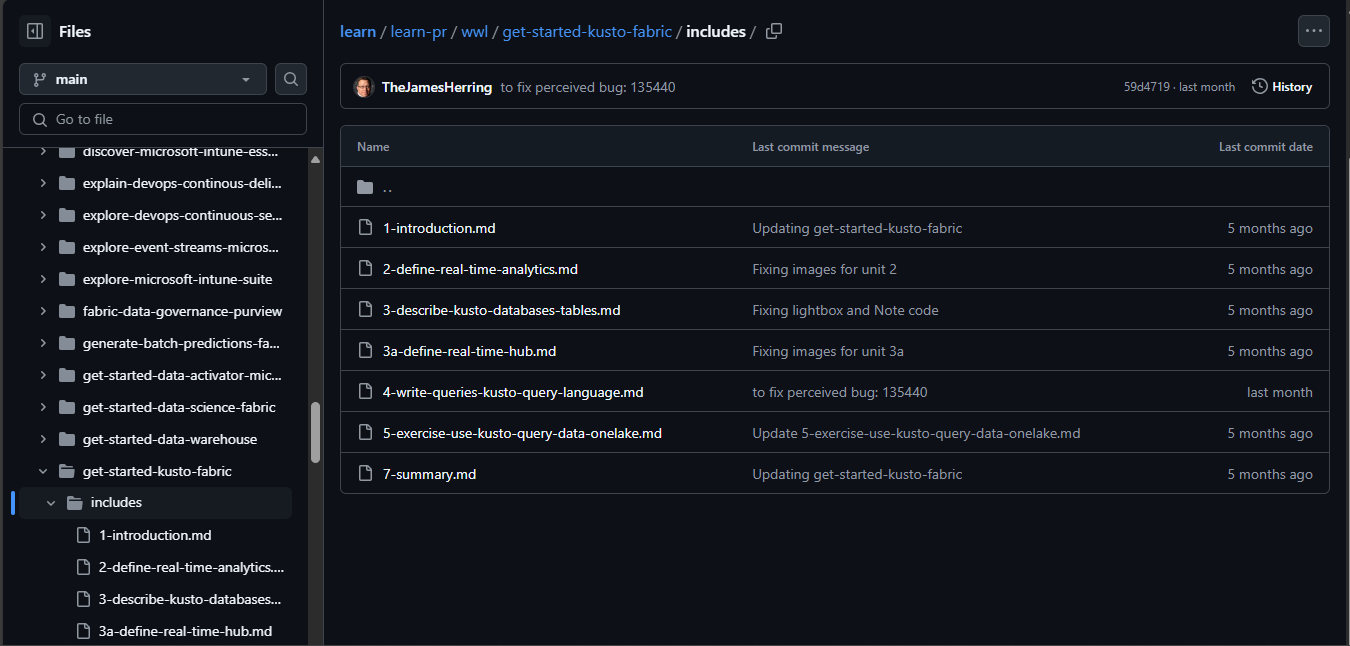 Files
main
Go to file
discover-microsoft-intune-ess...
explain-devops-continous-deli...
explore-devops-continuous-se...
explore-event-streams-micros...
explore-microsoft-intune-suite
fabric-data-governance-purview
generate-batch-predictions-fa...
get-started-data-activator-mic...
get-started-data-science-fabric
get-started-data-warehouse
get-started-kusto-fabric
includes
1-introduction.md
2-define-real-time-analytics....
3-describe-kusto-databases...
3a-define-real-time-hub.md
learn / learn-pr / wwl / get-started-kusto-fabric / includes /
TheJamesHerring to fix perceived bug: 135440 59d4719 · last month History
Name Last commit message Last commit date
..
1-introduction.md Updating get-started-kusto-fabric 5 months ago
2-define-real-time-analytics.md Fixing images for unit 2 5 months ago
3-describe-kusto-databases-tables.md Fixing lightbox and Note code 5 months ago
3a-define-real-time-hub.md Fixing images for unit 3a 5 months ago
4-write-queries-kusto-query-language.md to fix perceived bug: 135440 last month
5-exercise-use-kusto-query-data-onelake.md Update 5-exercise-use-kusto-query-data-onelake.md 5 months ago
7-summary.md Updating get-started-kusto-fabric 5 months ago